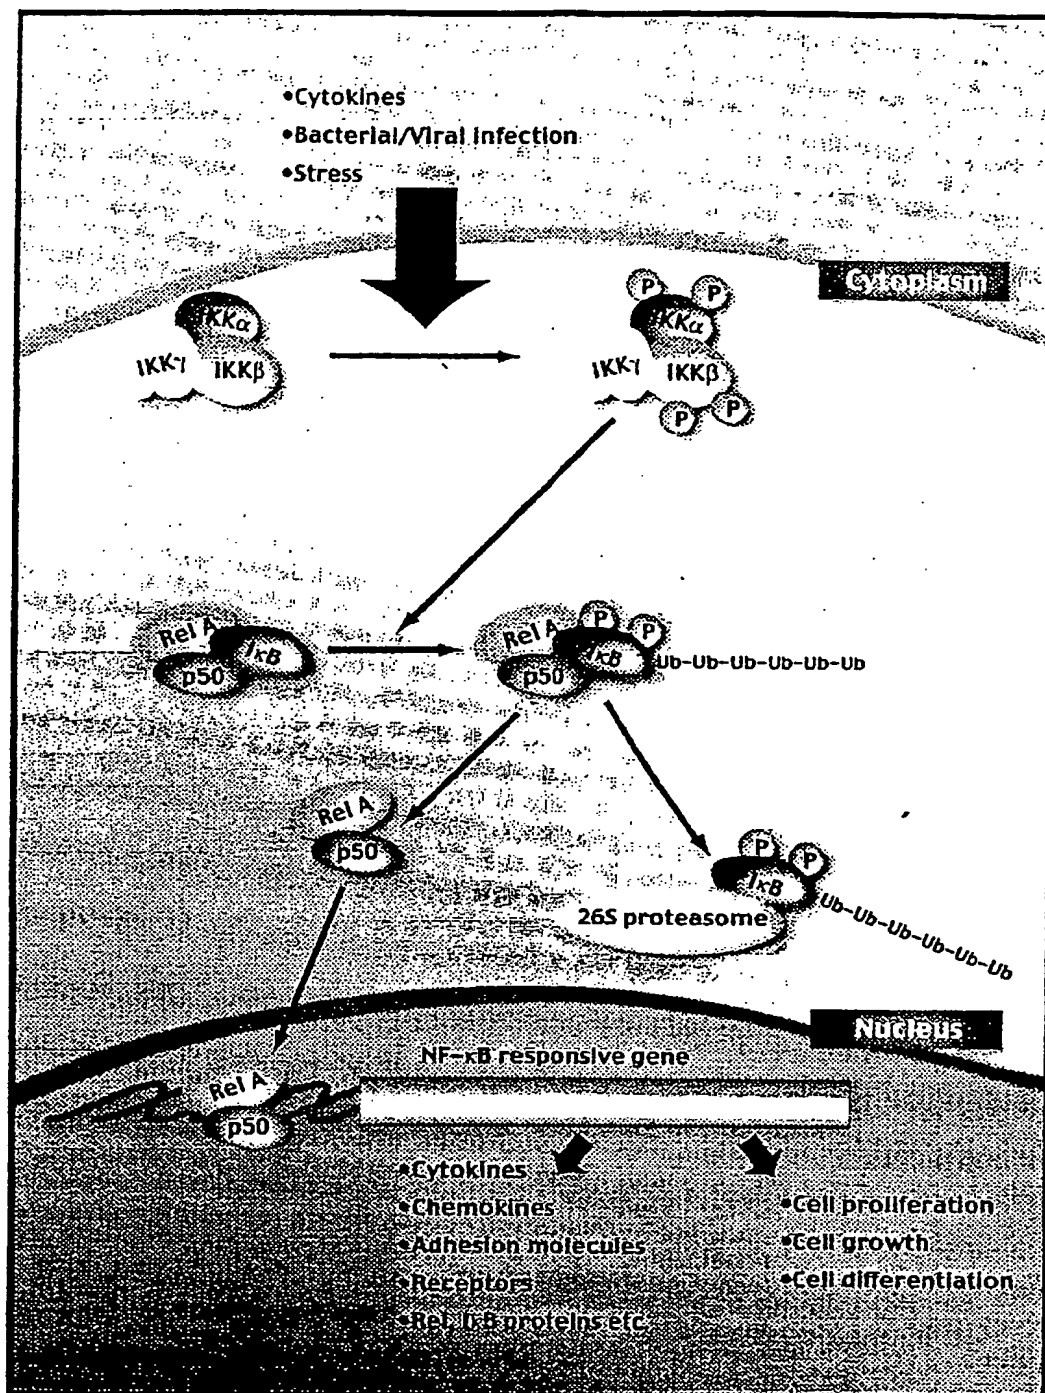 •Cytokines
•Bacterial/Viral Infection
•Stress
Cytoplasm
IKKα
IKKγ
IKKβ
P
P
IKKα
IKKγ
IKKβ
P
P
Rel A
IκB
p50
Rel A
P
P
IκB
p50
Ub-Ub-Ub-Ub-Ub-Ub
Rel A
p50
P
P
IκB
26S proteasome
Ub-Ub-Ub-Ub-Ub-Ub
Nucleus
NF-κB responsive gene
Rel A
p50
•Cytokines
•Chemokines
•Adhesion molecules
•Receptors
•Rel, IκB proteins etc.
•Cell proliferation
•Cell growth
•Cell differentiation